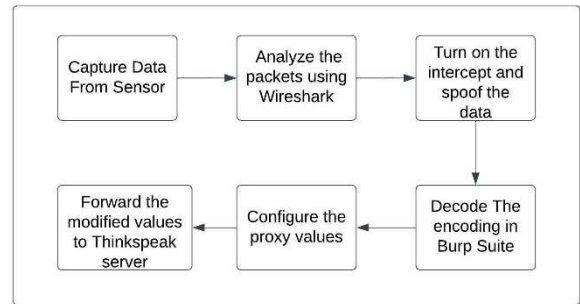 Capture Data
From Sensor
Analyze the
packets using
Wireshark
Turn on the
intercept and
spoof the
data
Decode The
encoding in
Burp Suite
Configure the
proxy values
Forward the
modified values
to Thinkspeak
server